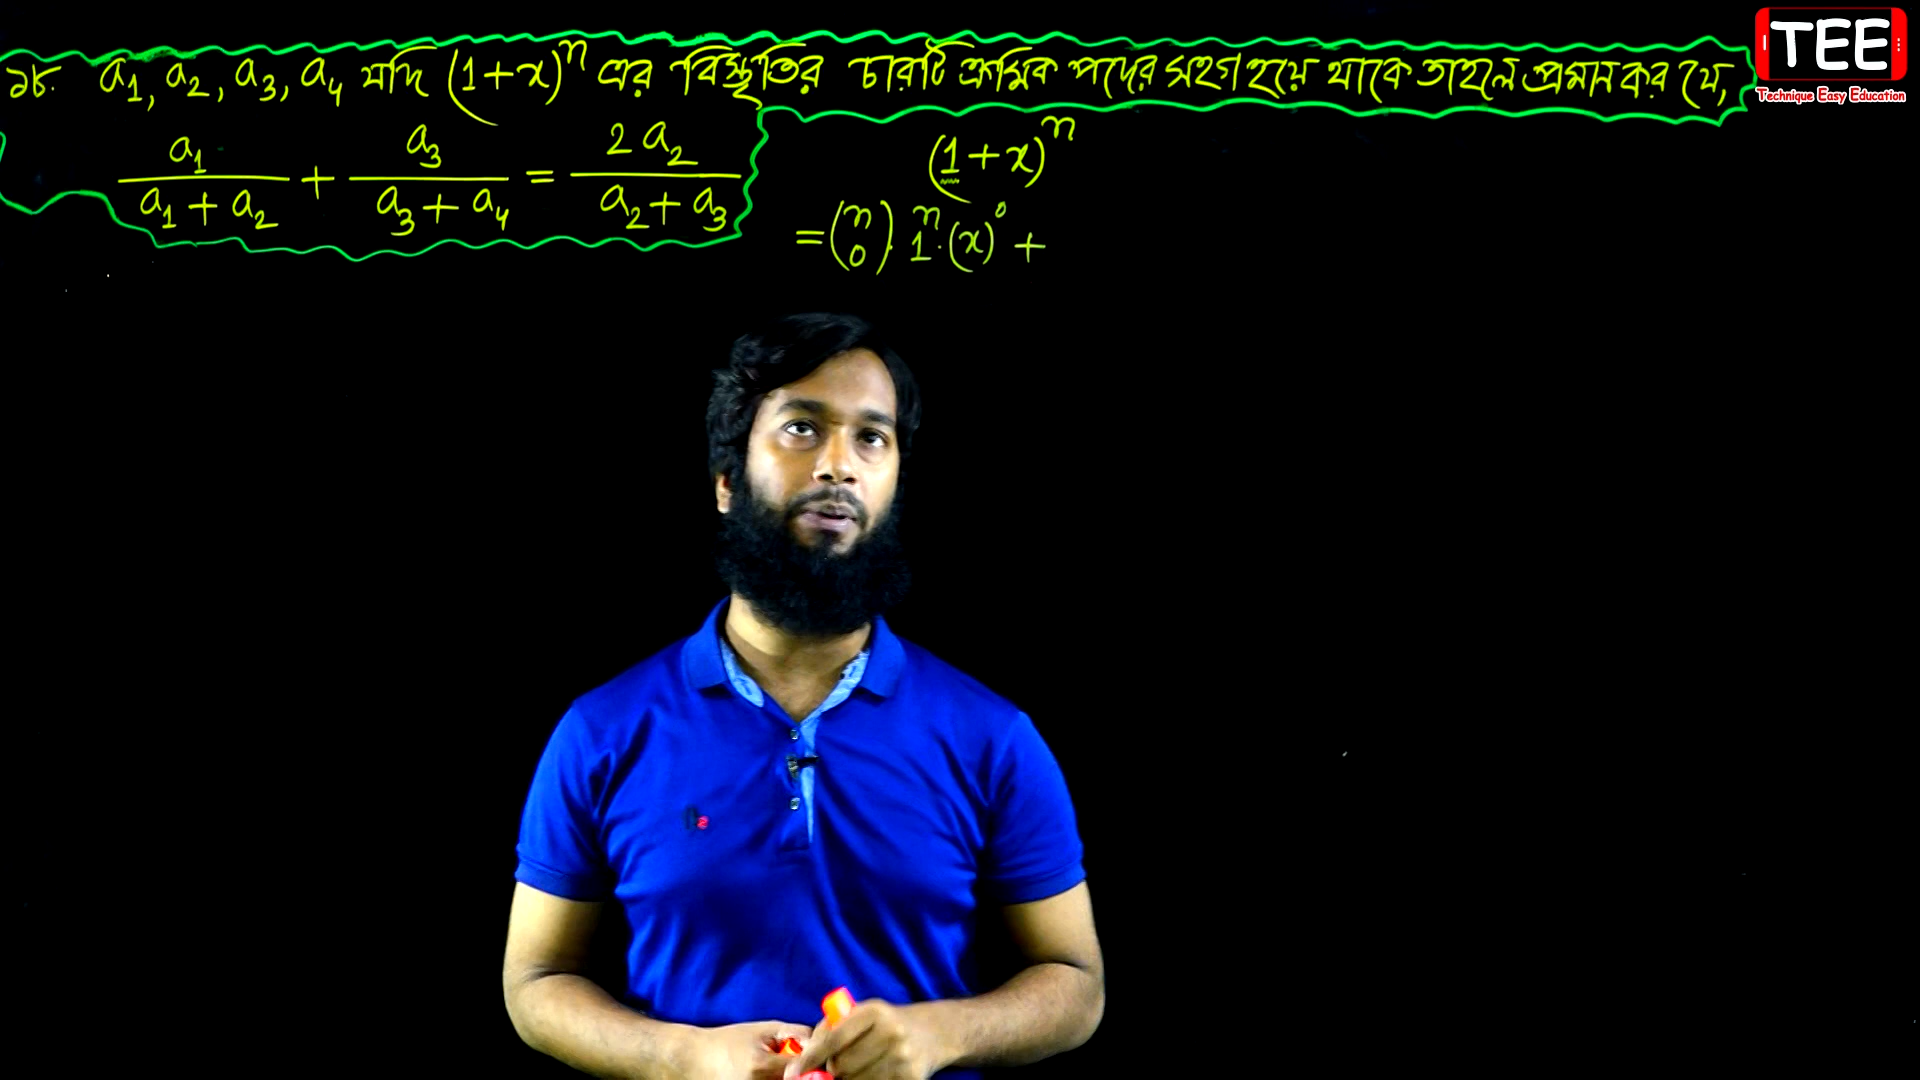 TEE
Technique Easy Education
১৮. a₁, a₂, a₃, a₄ যদি (1+x)ⁿ এর বিস্তৃতির চারটি ক্রমিক পদের সহগ হয়ে থাকে তাহলে প্রমান কর যে,
a₁/(a₁+a₂) + a₃/(a₃+a₄) = 2a₂/(a₂+a₃)
(1+x)ⁿ
= (n 0). 1ⁿ.(x)⁰ +